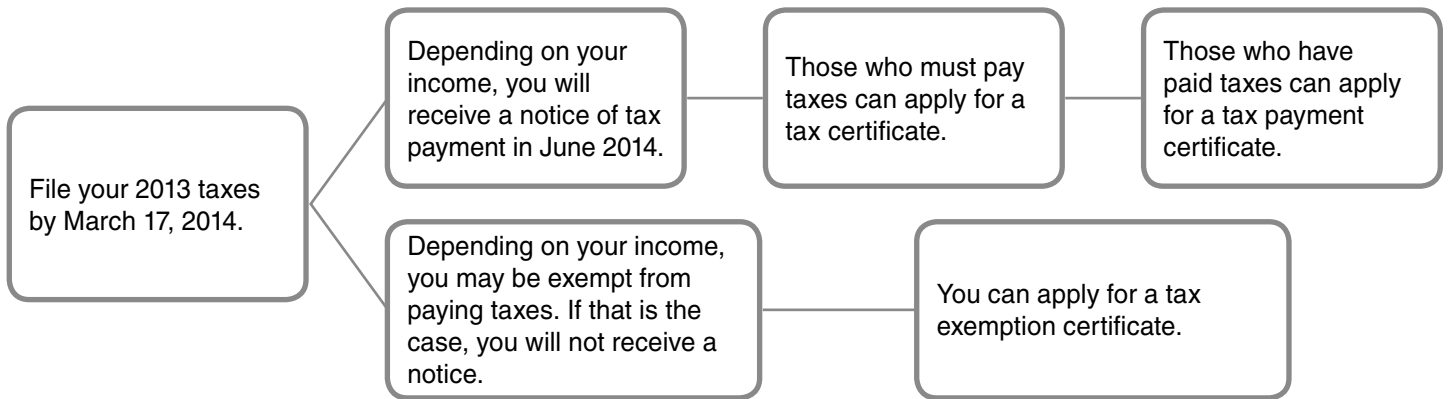 File your 2013 taxes
by March 17, 2014.
Depending on your
income, you will
receive a notice of tax
payment in June 2014.
Those who must pay
taxes can apply for a
tax certificate.
Those who have
paid taxes can apply
for a tax payment
certificate.
Depending on your income,
you may be exempt from
paying taxes. If that is the
case, you will not receive a
notice.
You can apply for a tax
exemption certificate.